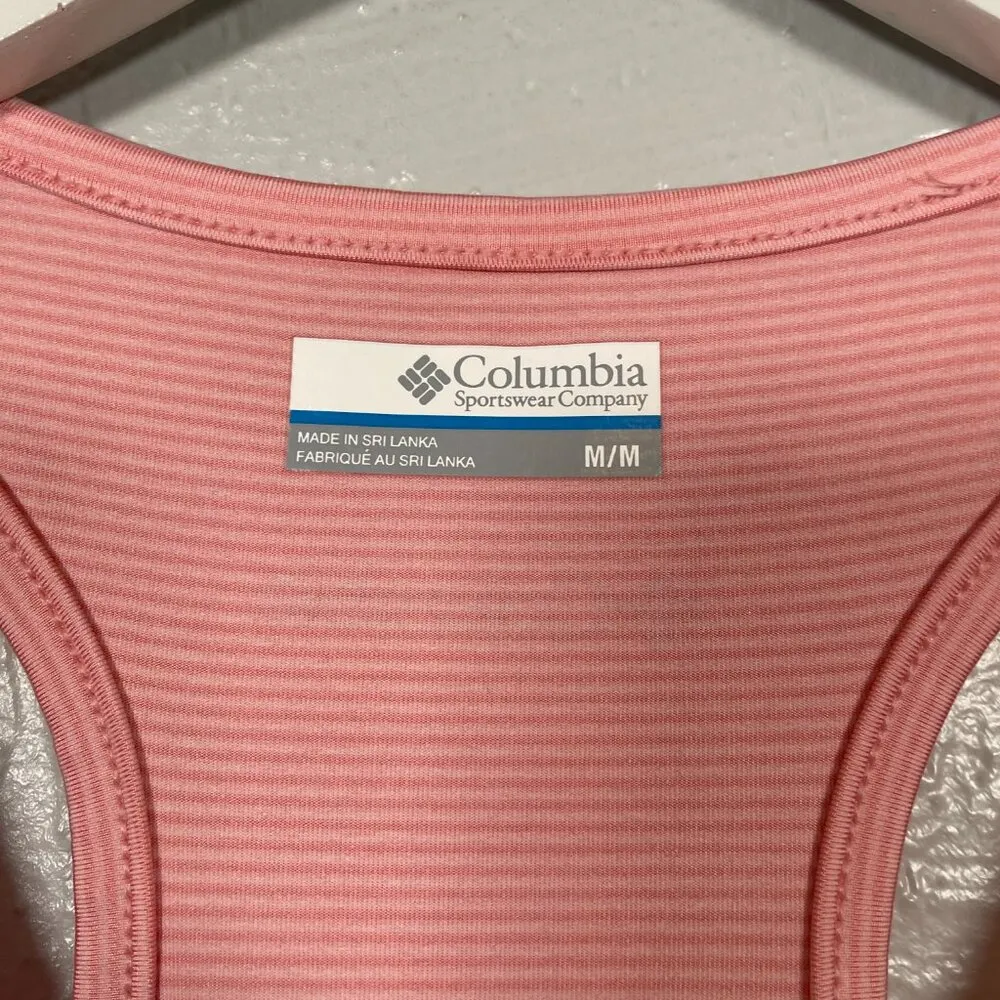 Columbia
Sportswear Company
MADE IN SRI LANKA
FABRIQUÉ AU SRI LANKA
M/M